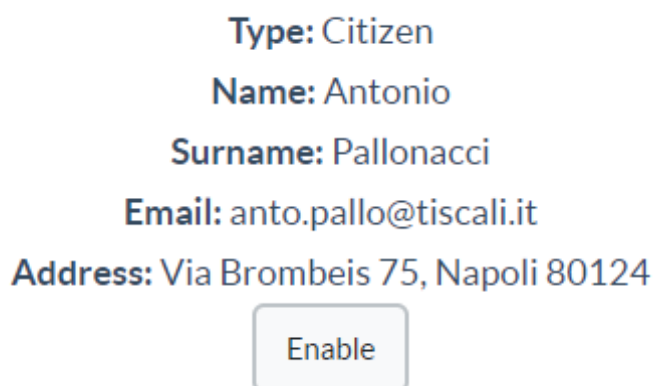 Type: Citizen
Name: Antonio
Surname: Pallonacci
Email: anto.pallo@tiscali.it
Address: Via Brombeis 75, Napoli 80124
Enable